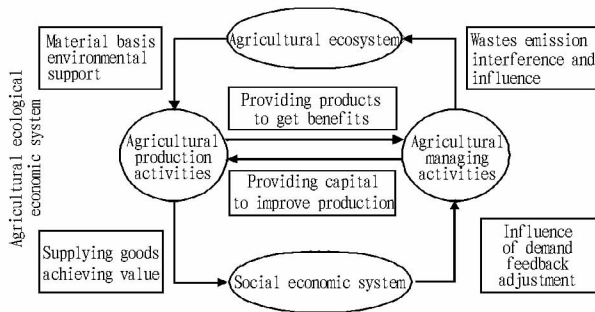 Agricultural ecological
economic system
Material basis
environmental
support
Agricultural ecosystem
Wastes emission
interference and
influence
Providing products
to get benefits
Agricultural
production
activities
Agricultural
managing
activities
Providing capital
to improve production
Supplying goods
achieving value
Social economic system
Influence
of demand
feedback
adjustment